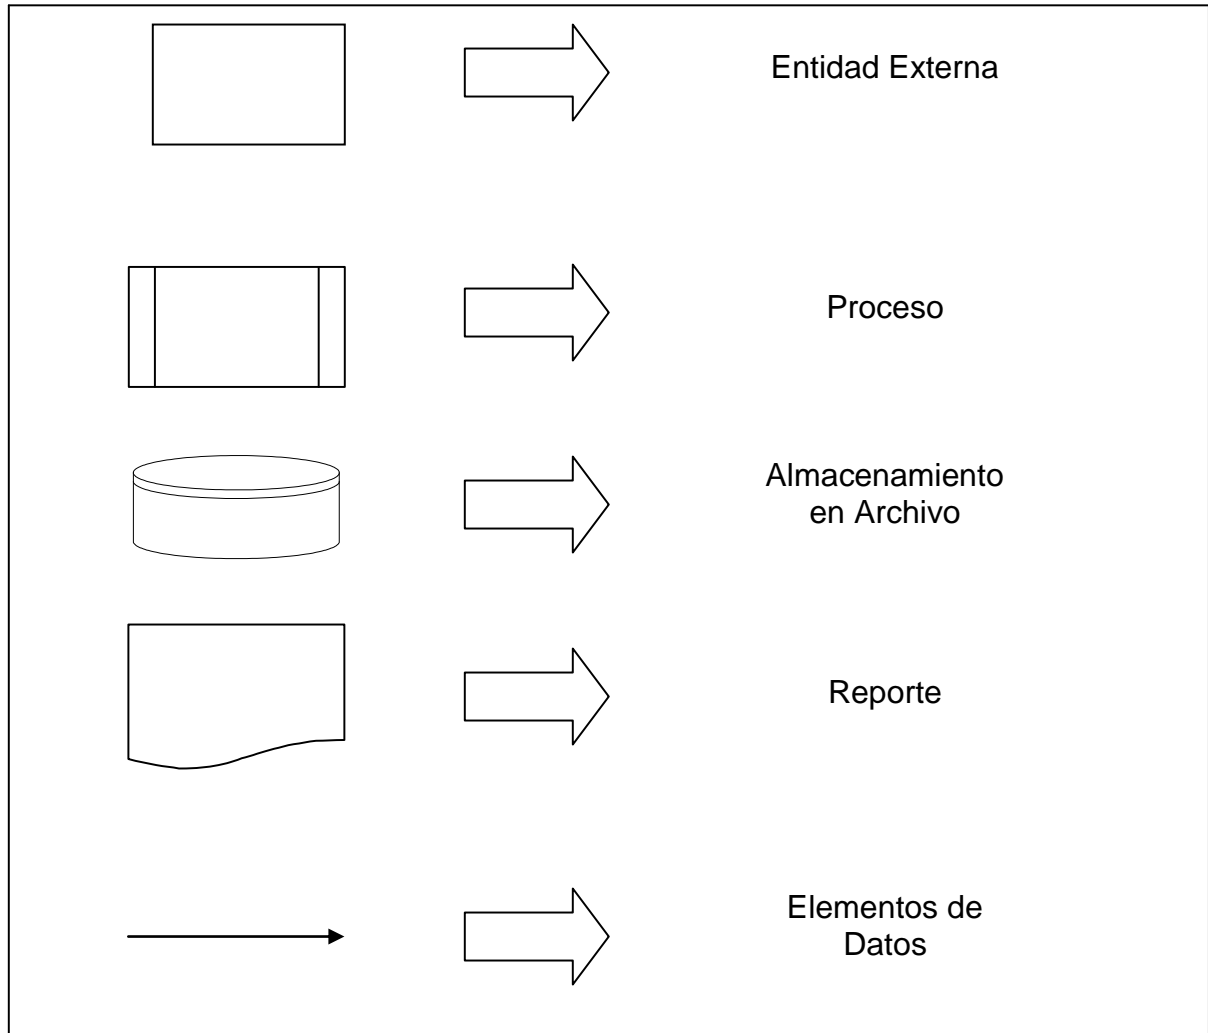 Entidad Externa
Proceso
Almacenamiento
en Archivo
Reporte
Elementos de
Datos